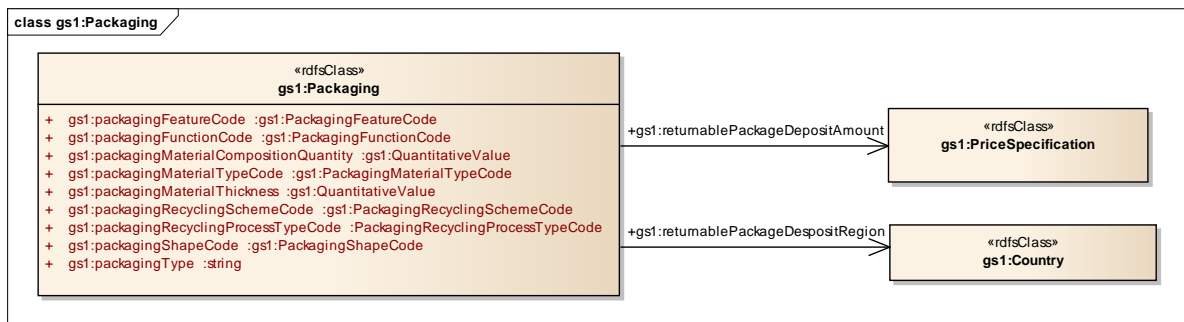 class gs1:Packaging
«rdfsClass»
gs1:Packaging
+ gs1:packagingFeatureCode :gs1:PackagingFeatureCode
+ gs1:packagingFunctionCode :gs1:PackagingFunctionCode
+ gs1:packagingMaterialCompositionQuantity :gs1:QuantitativeValue
+ gs1:packagingMaterialTypeCode :gs1:PackagingMaterialTypeCode
+ gs1:packagingMaterialThickness :gs1:QuantitativeValue
+ gs1:packagingRecyclingSchemeCode :gs1:PackagingRecyclingSchemeCode
+ gs1:packagingRecyclingProcessTypeCode :PackagingRecyclingProcessTypeCode
+ gs1:packagingShapeCode :gs1:PackagingShapeCode
+ gs1:packagingType :string
+gs1:returnablePackageDepositAmount
«rdfsClass»
gs1:PriceSpecification
+gs1:returnablePackageDespositRegion
«rdfsClass»
gs1:Country